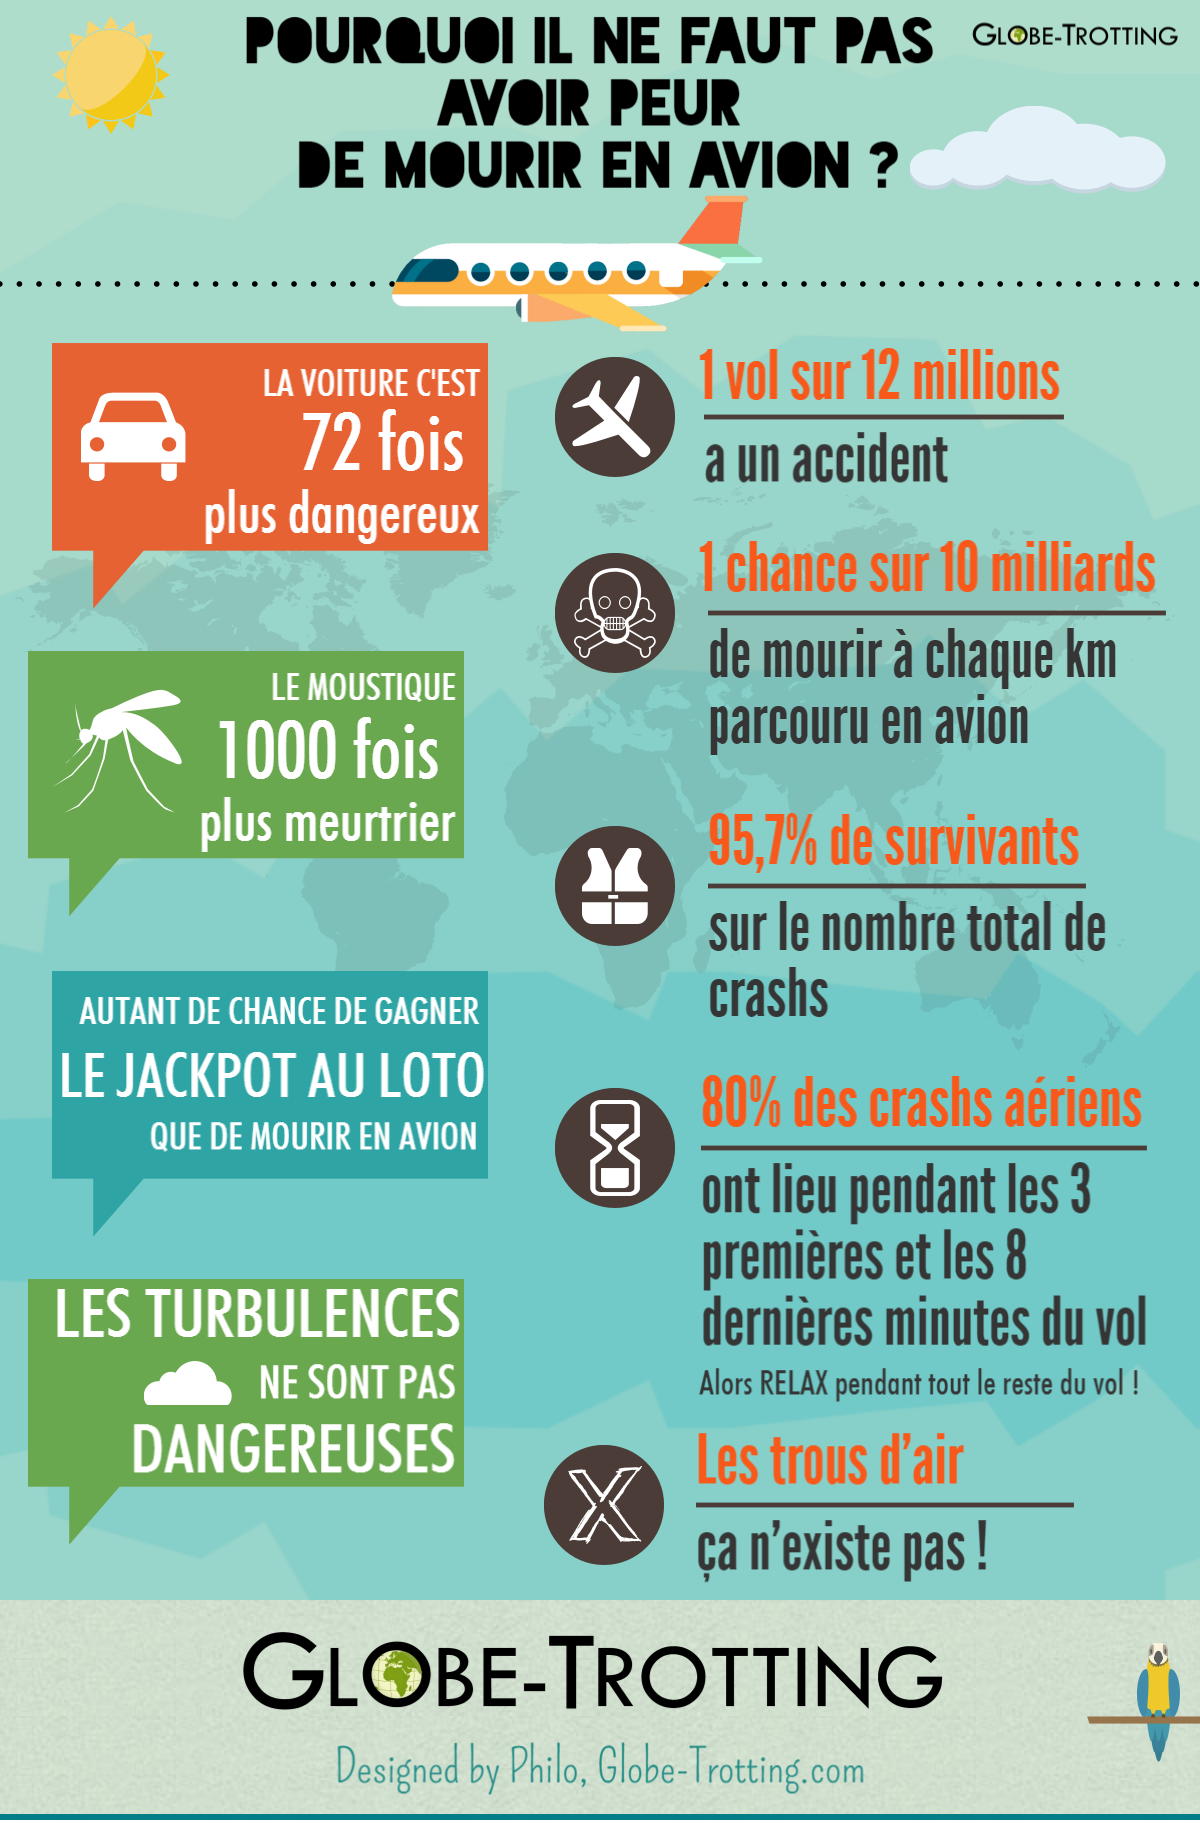 POURQUOI IL NE FAUT PAS
AVOIR PEUR
DE MOURIR EN AVION ?
GLOBE-TROTTING
LA VOITURE C'EST
72 fois
plus dangereux
LE MOUSTIQUE
1000 fois
plus meurtrier
AUTANT DE CHANCE DE GAGNER
LE JACKPOT AU LOTO
QUE DE MOURIR EN AVION
LES TURBULENCES
NE SONT PAS
DANGEREUSES
1 vol sur 12 millions
a un accident
1 chance sur 10 milliards
de mourir à chaque km
parcouru en avion
95,7% de survivants
sur le nombre total de
crashs
80% des crashs aériens
ont lieu pendant les 3
premières et les 8
dernières minutes du vol
Alors RELAX pendant tout le reste du vol !
Les trous d'air
ça n'existe pas !
GLOBE-TROTTING
Designed by Philo, Globe-Trotting.com